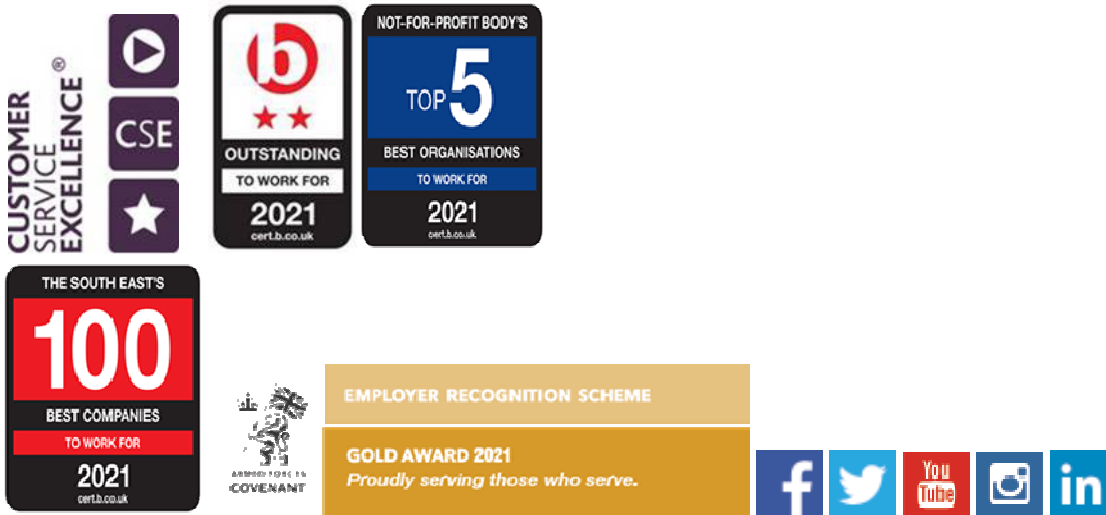 CUSTOMER
SERVICE
EXCELLENCE®
CSE
b
OUTSTANDING
TO WORK FOR
2021
cert.b.co.uk
NOT-FOR-PROFIT BODY'S
TOP 5
BEST ORGANISATIONS
TO WORK FOR
2021
cert.b.co.uk
THE SOUTH EAST'S
100
BEST COMPANIES
TO WORK FOR
2021
cert.b.co.uk
ARMED FORCES
COVENANT
EMPLOYER RECOGNITION SCHEME
GOLD AWARD 2021
Proudly serving those who serve.
f
You
Tube
in